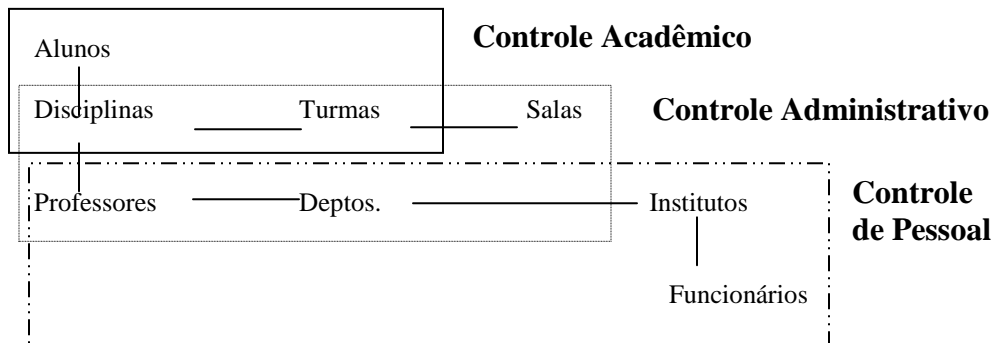 Controle Acadêmico
Alunos
Disciplinas Turmas Salas Controle Administrativo
Professores Deptos. Institutos Controle
de Pessoal
Funcionários